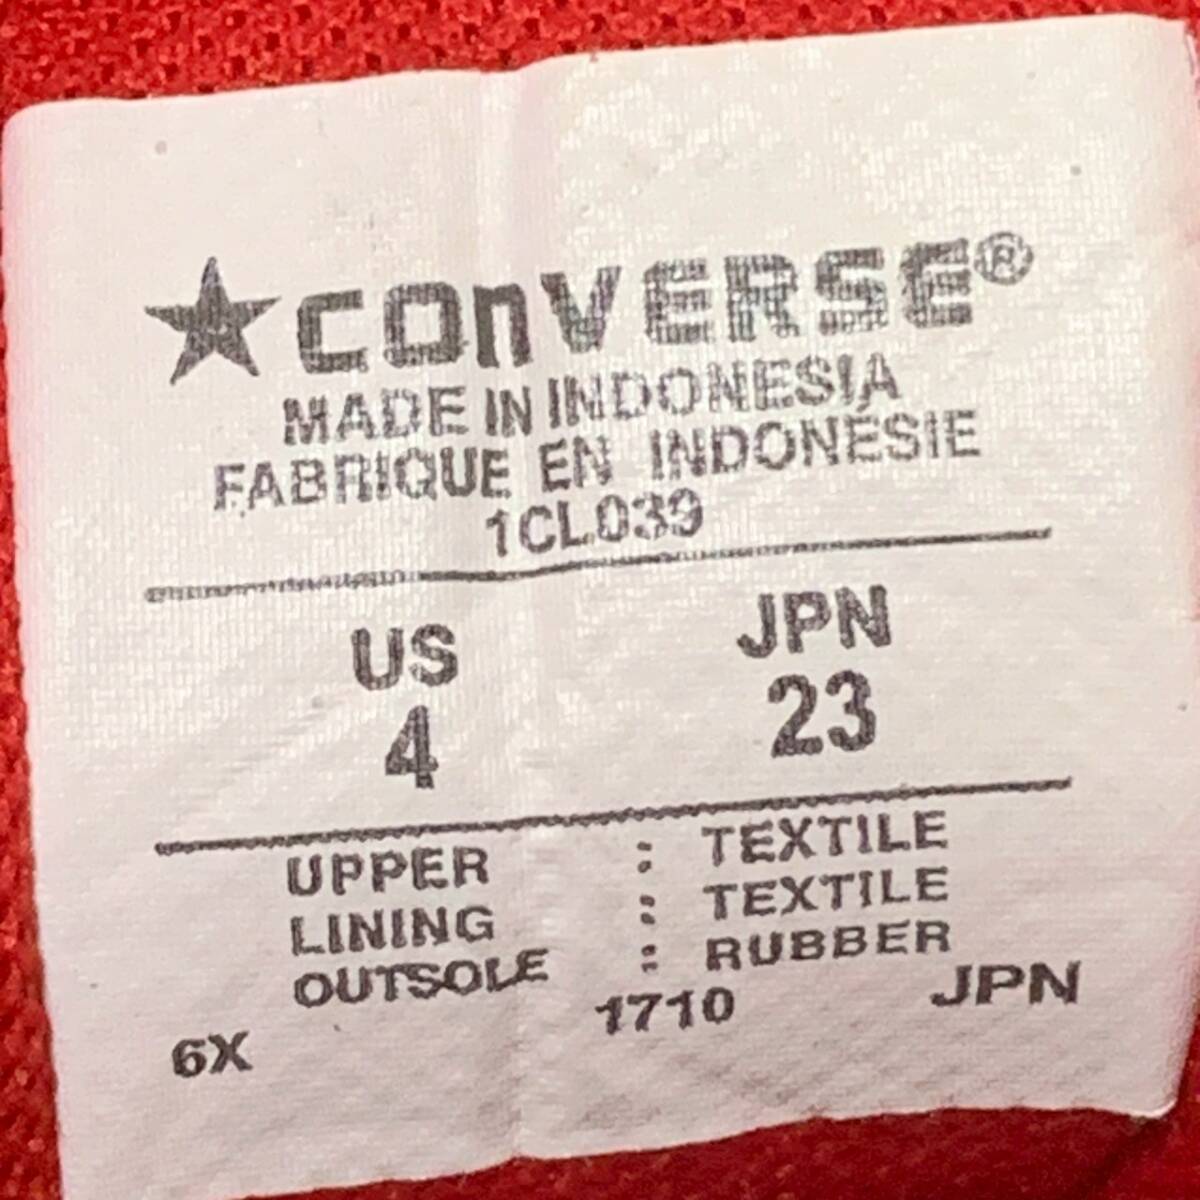 ★CONVERSE®
MADE IN INDONESIA
FABRIQUE EN INDONÉSIE
1CL039
US JPN
4 23
UPPER : TEXTILE
LINING : TEXTILE
OUTSOLE : RUBBER
6X 1710 JPN